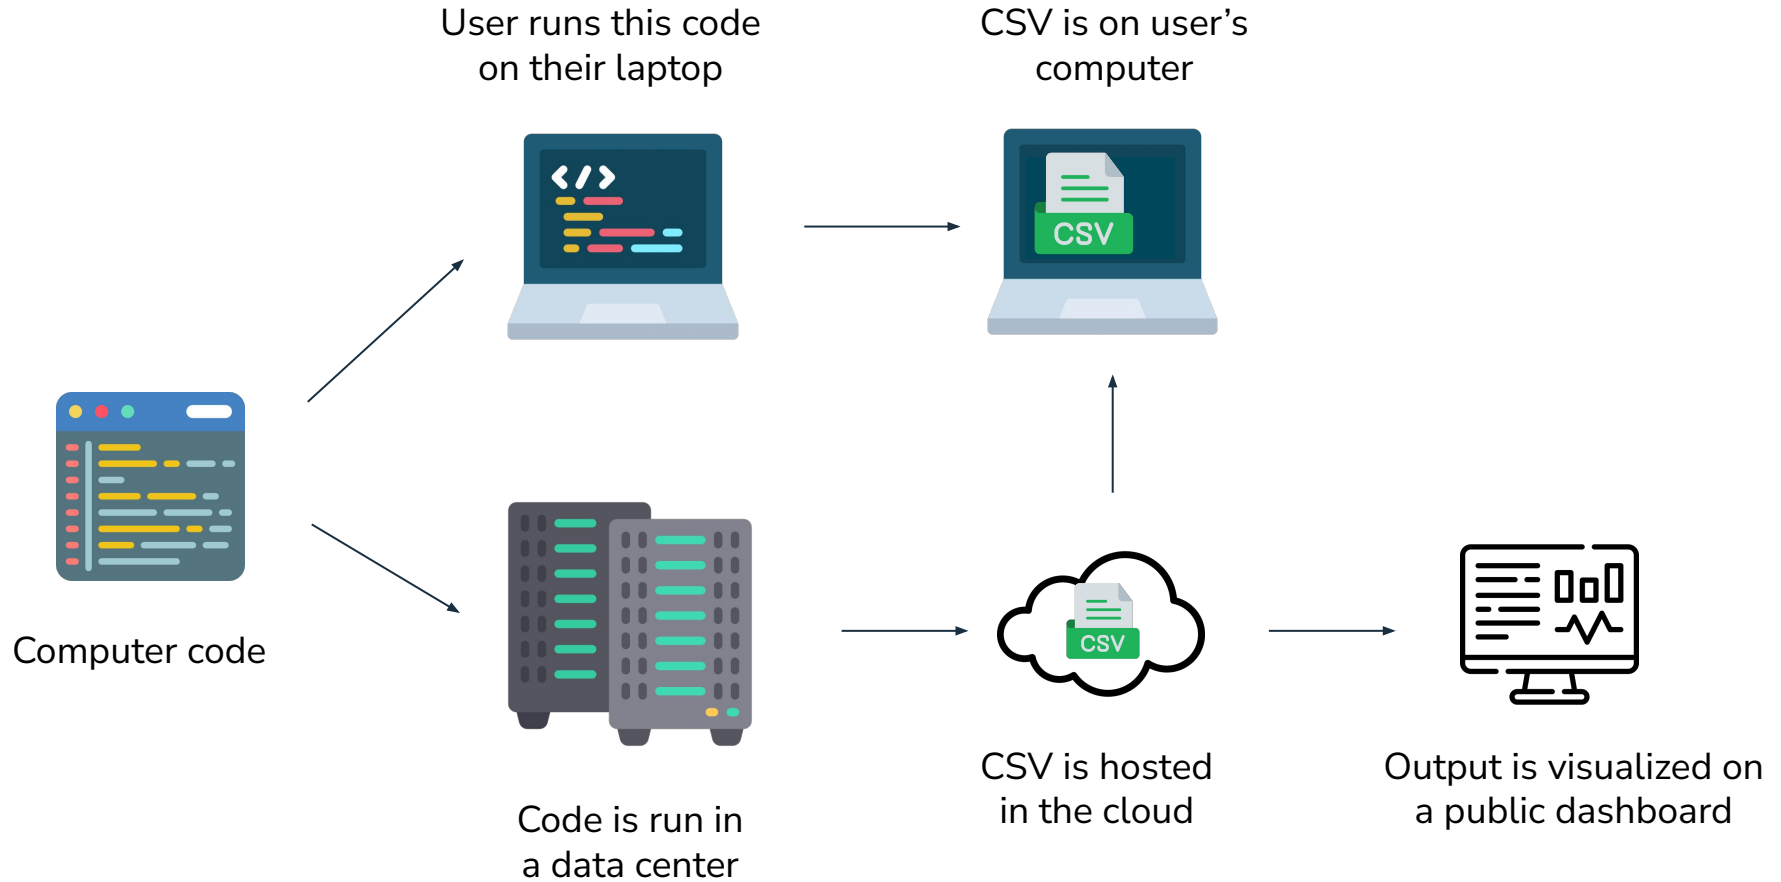 User runs this code
on their laptop
CSV is on user’s
computer
</>
CSV
Computer code
CSV
Code is run in
a data center
CSV is hosted
in the cloud
Output is visualized on
a public dashboard